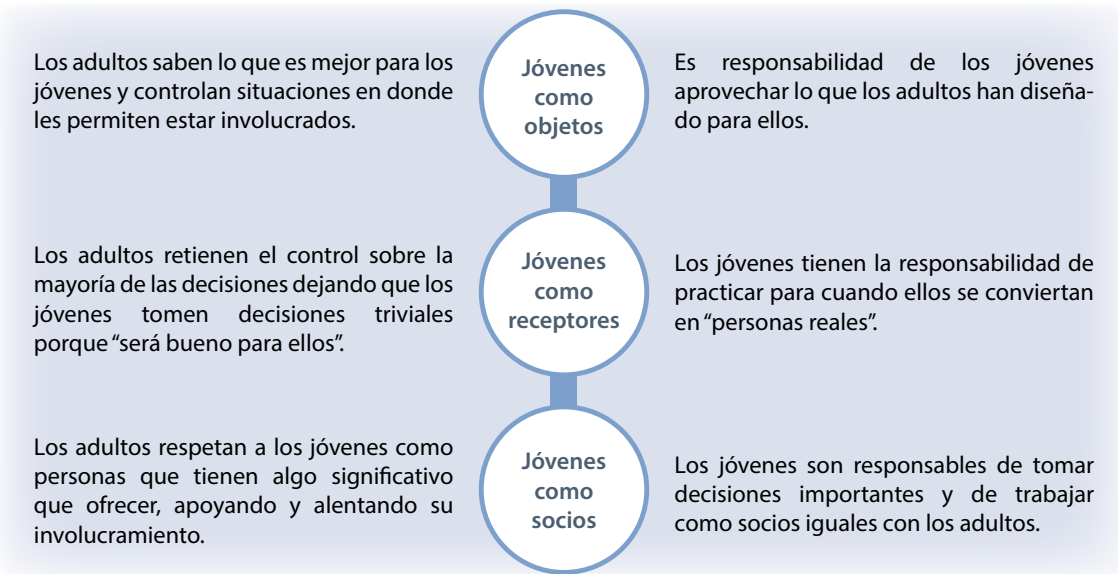 Los adultos saben lo que es mejor para los
jóvenes y controlan situaciones en donde
les permiten estar involucrados.
Jóvenes
como
objetos
Es responsabilidad de los jóvenes
aprovechar lo que los adultos han diseña-
do para ellos.
Los adultos retienen el control sobre la
mayoría de las decisiones dejando que los
jóvenes tomen decisiones triviales
porque “será bueno para ellos”.
Jóvenes
como
receptores
Los jóvenes tienen la responsabilidad de
practicar para cuando ellos se conviertan
en “personas reales”.
Los adultos respetan a los jóvenes como
personas que tienen algo significativo
que ofrecer, apoyando y alentando su
involucramiento.
Jóvenes
como
socios
Los jóvenes son responsables de tomar
decisiones importantes y de trabajar
como socios iguales con los adultos.